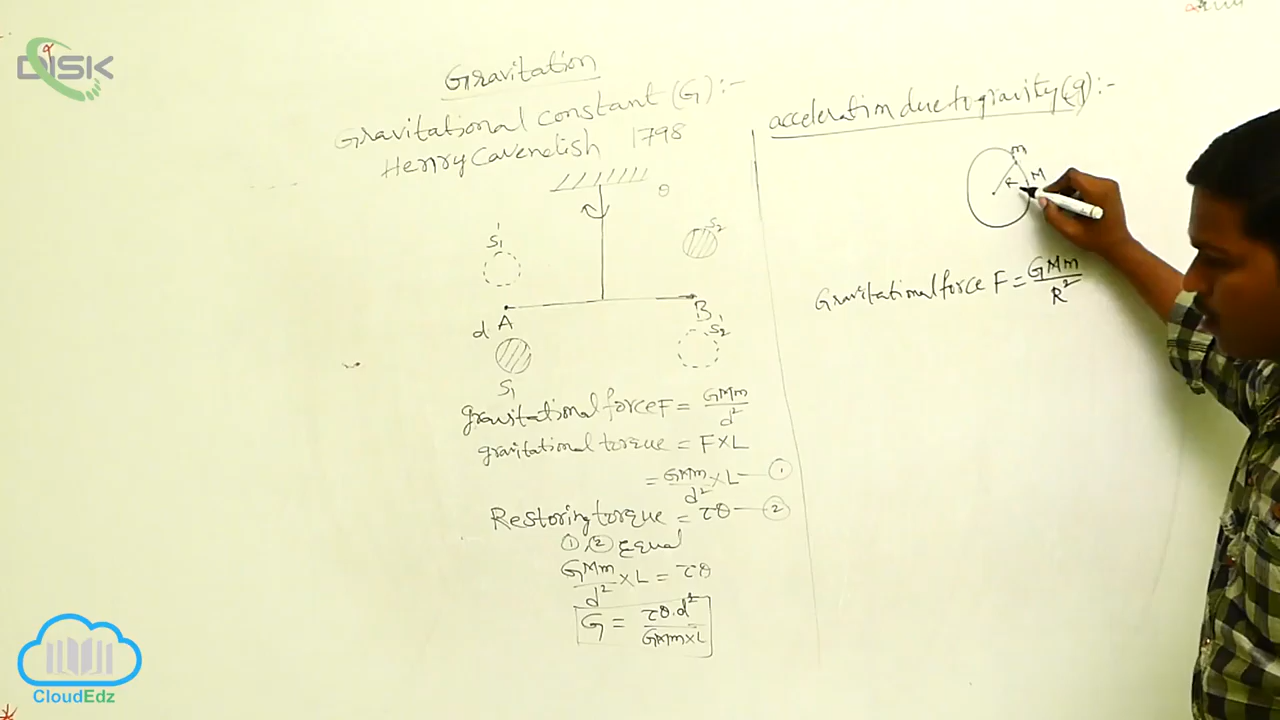 DISK
Gravitation
Gravitational constant (G):-
Henry Cavendish 1798
θ
S₁'
S₂
A
B
d
S₂'
S₁
gravitational force F = GMm/d²
gravitational torque = F×L
= GMm/d² ×L — ①
Restoring torque = τθ — ②
①,② Equal
GMm/d² ×L = τθ
G = τθ.d²/GMm×L
acceleration due to gravity (g):-
m
R
M
Gravitational force F = GMm/R²
CloudEdz